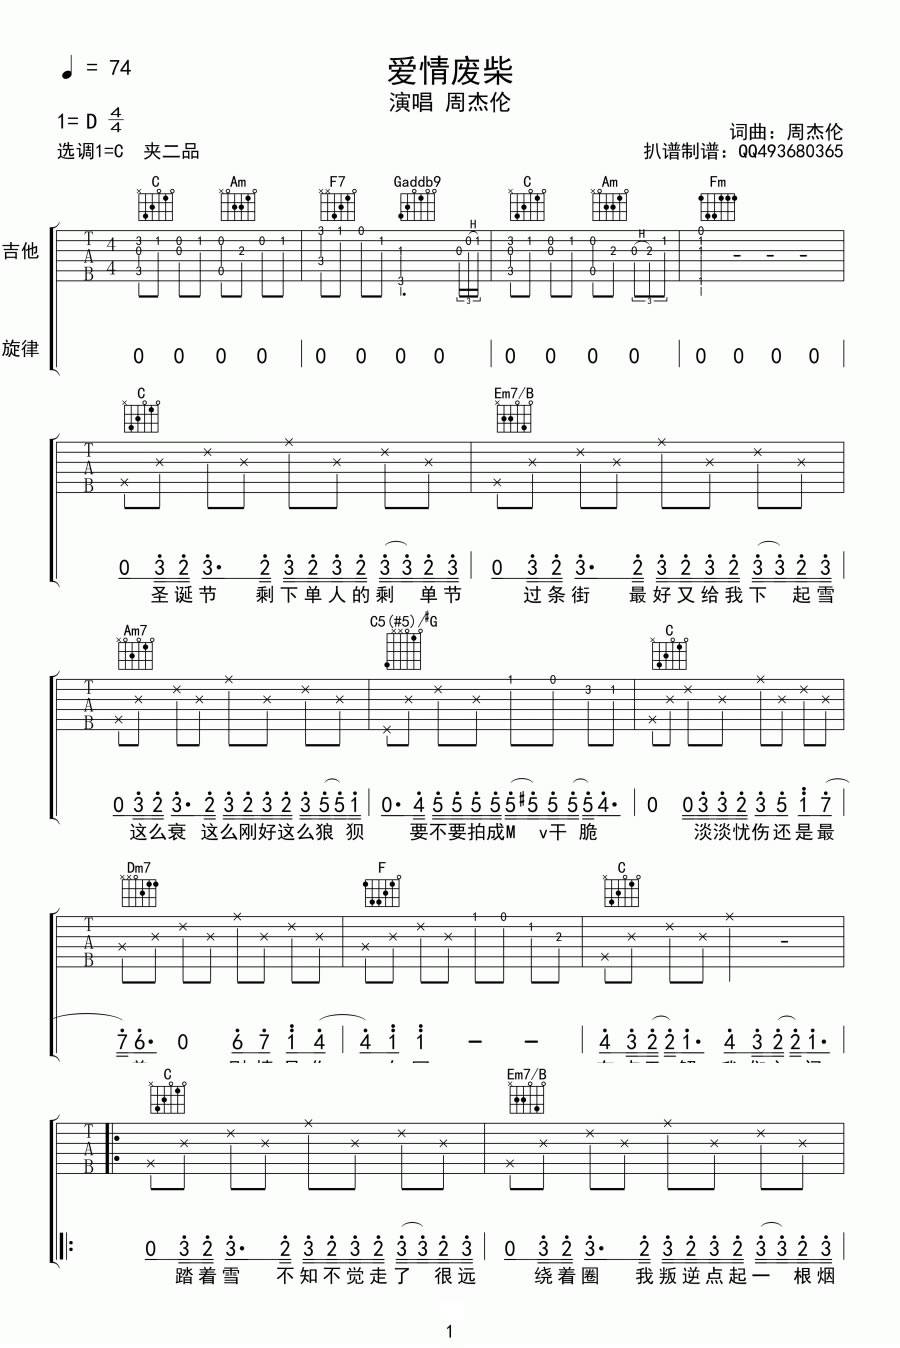 ♩ = 74
爱情废柴
演唱 周杰伦
1= D 4/4
词曲：周杰伦
选调1=C 夹二品
扒谱制谱：QQ493680365
C Am F7 Gaddb9 C Am Fm
吉他
旋律 0 0 0 0 0 0 0 0 0 0 0 0 0 0 0 0
C Em7/B
0 3 2 3· 2 3 2 3 2 3 3 2 3 0 3 2 3· 2 3 2 3 2 3 3 2 3
圣诞节 剩下单人的剩 单节 过条街 最好又给我下 起雪
Am7 C5(#5)/#G C
0 3 2 3· 2 3 2 3 2 3 5 5 1 0· 4 5 5 5 5 5 #5 5 5 5 4· 0 0 3 3 2 3 5 1 7
这么衰 这么刚好这么狼 狈 要不要拍成M v干 脆 淡淡忧伤还是最
Dm7 F C
7 6· 0 6 7 1 4 4 1 1 - - 4 3 2 2 1· 4 3 2 2 1·
C Em7/B
0 3 2 3· 2 3 2 3 2 3 3 2 3 0 3 2 3· 2 3 2 3 2 3 3 2 3
踏着雪 不知不觉走了 很远 绕着圈 我叛逆点起一 根烟
1